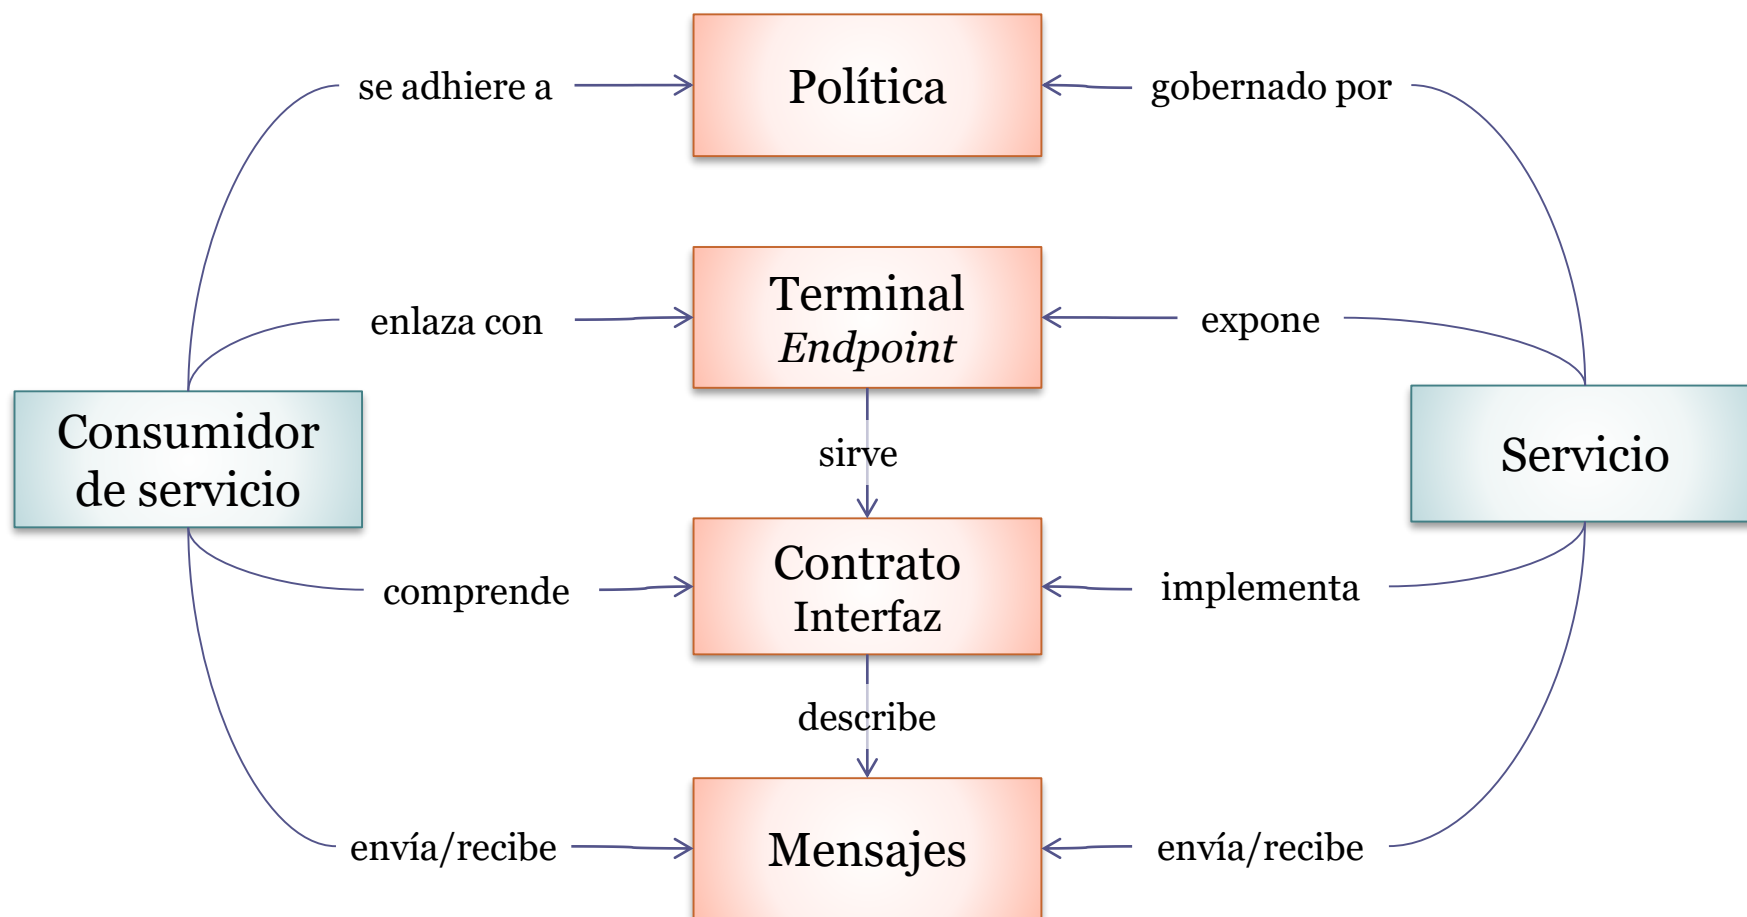 se adhiere a
Política
gobernado por
enlaza con
Terminal
Endpoint
expone
Consumidor
de servicio
sirve
Servicio
comprende
Contrato
Interfaz
implementa
describe
envía/recibe
Mensajes
envía/recibe